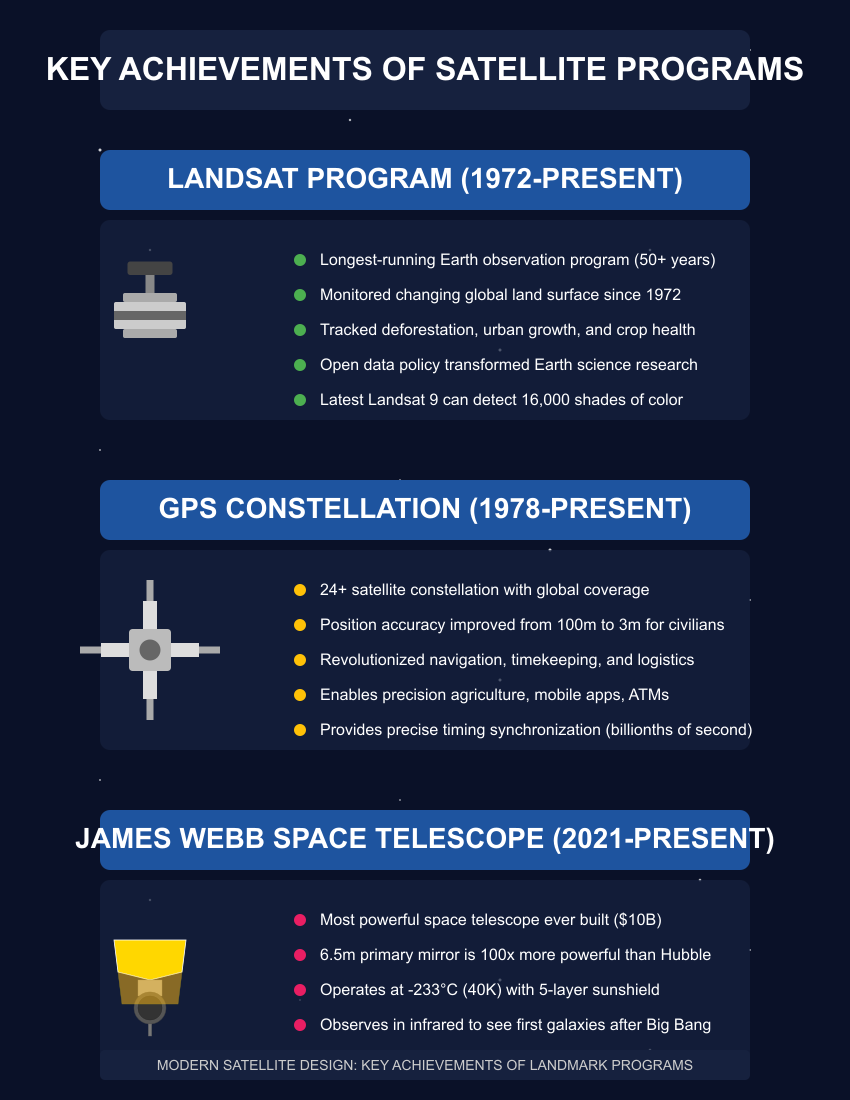 KEY ACHIEVEMENTS OF SATELLITE PROGRAMS
LANDSAT PROGRAM (1972-PRESENT)
Longest-running Earth observation program (50+ years)
Monitored changing global land surface since 1972
Tracked deforestation, urban growth, and crop health
Open data policy transformed Earth science research
Latest Landsat 9 can detect 16,000 shades of color
GPS CONSTELLATION (1978-PRESENT)
24+ satellite constellation with global coverage
Position accuracy improved from 100m to 3m for civilians
Revolutionized navigation, timekeeping, and logistics
Enables precision agriculture, mobile apps, ATMs
Provides precise timing synchronization (billionths of second)
JAMES WEBB SPACE TELESCOPE (2021-PRESENT)
Most powerful space telescope ever built ($10B)
6.5m primary mirror is 100x more powerful than Hubble
Operates at -233°C (40K) with 5-layer sunshield
Observes in infrared to see first galaxies after Big Bang
MODERN SATELLITE DESIGN: KEY ACHIEVEMENTS OF LANDMARK PROGRAMS